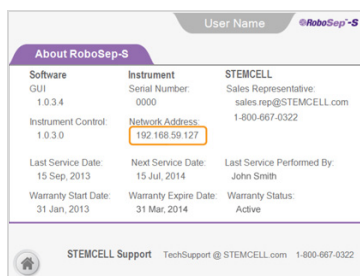 User Name
RoboSep®-S
About RoboSep-S
Software
GUI
1.0.3.4
Instrument Control:
1.0.3.0
Instrument
Serial Number:
0000
Network Address:
192.168.59.127
STEMCELL
Sales Representative:
sales.rep@STEMCELL.com
1-800-667-0322
Last Service Date:
15 Sep, 2013
Next Service Date:
15 Jul, 2014
Last Service Performed By:
John Smith
Warranty Start Date:
31 Jan, 2013
Warranty Expire Date:
31 Mar, 2014
Warranty Status:
Active
STEMCELL Support TechSupport @ STEMCELL.com 1-800-667-0322